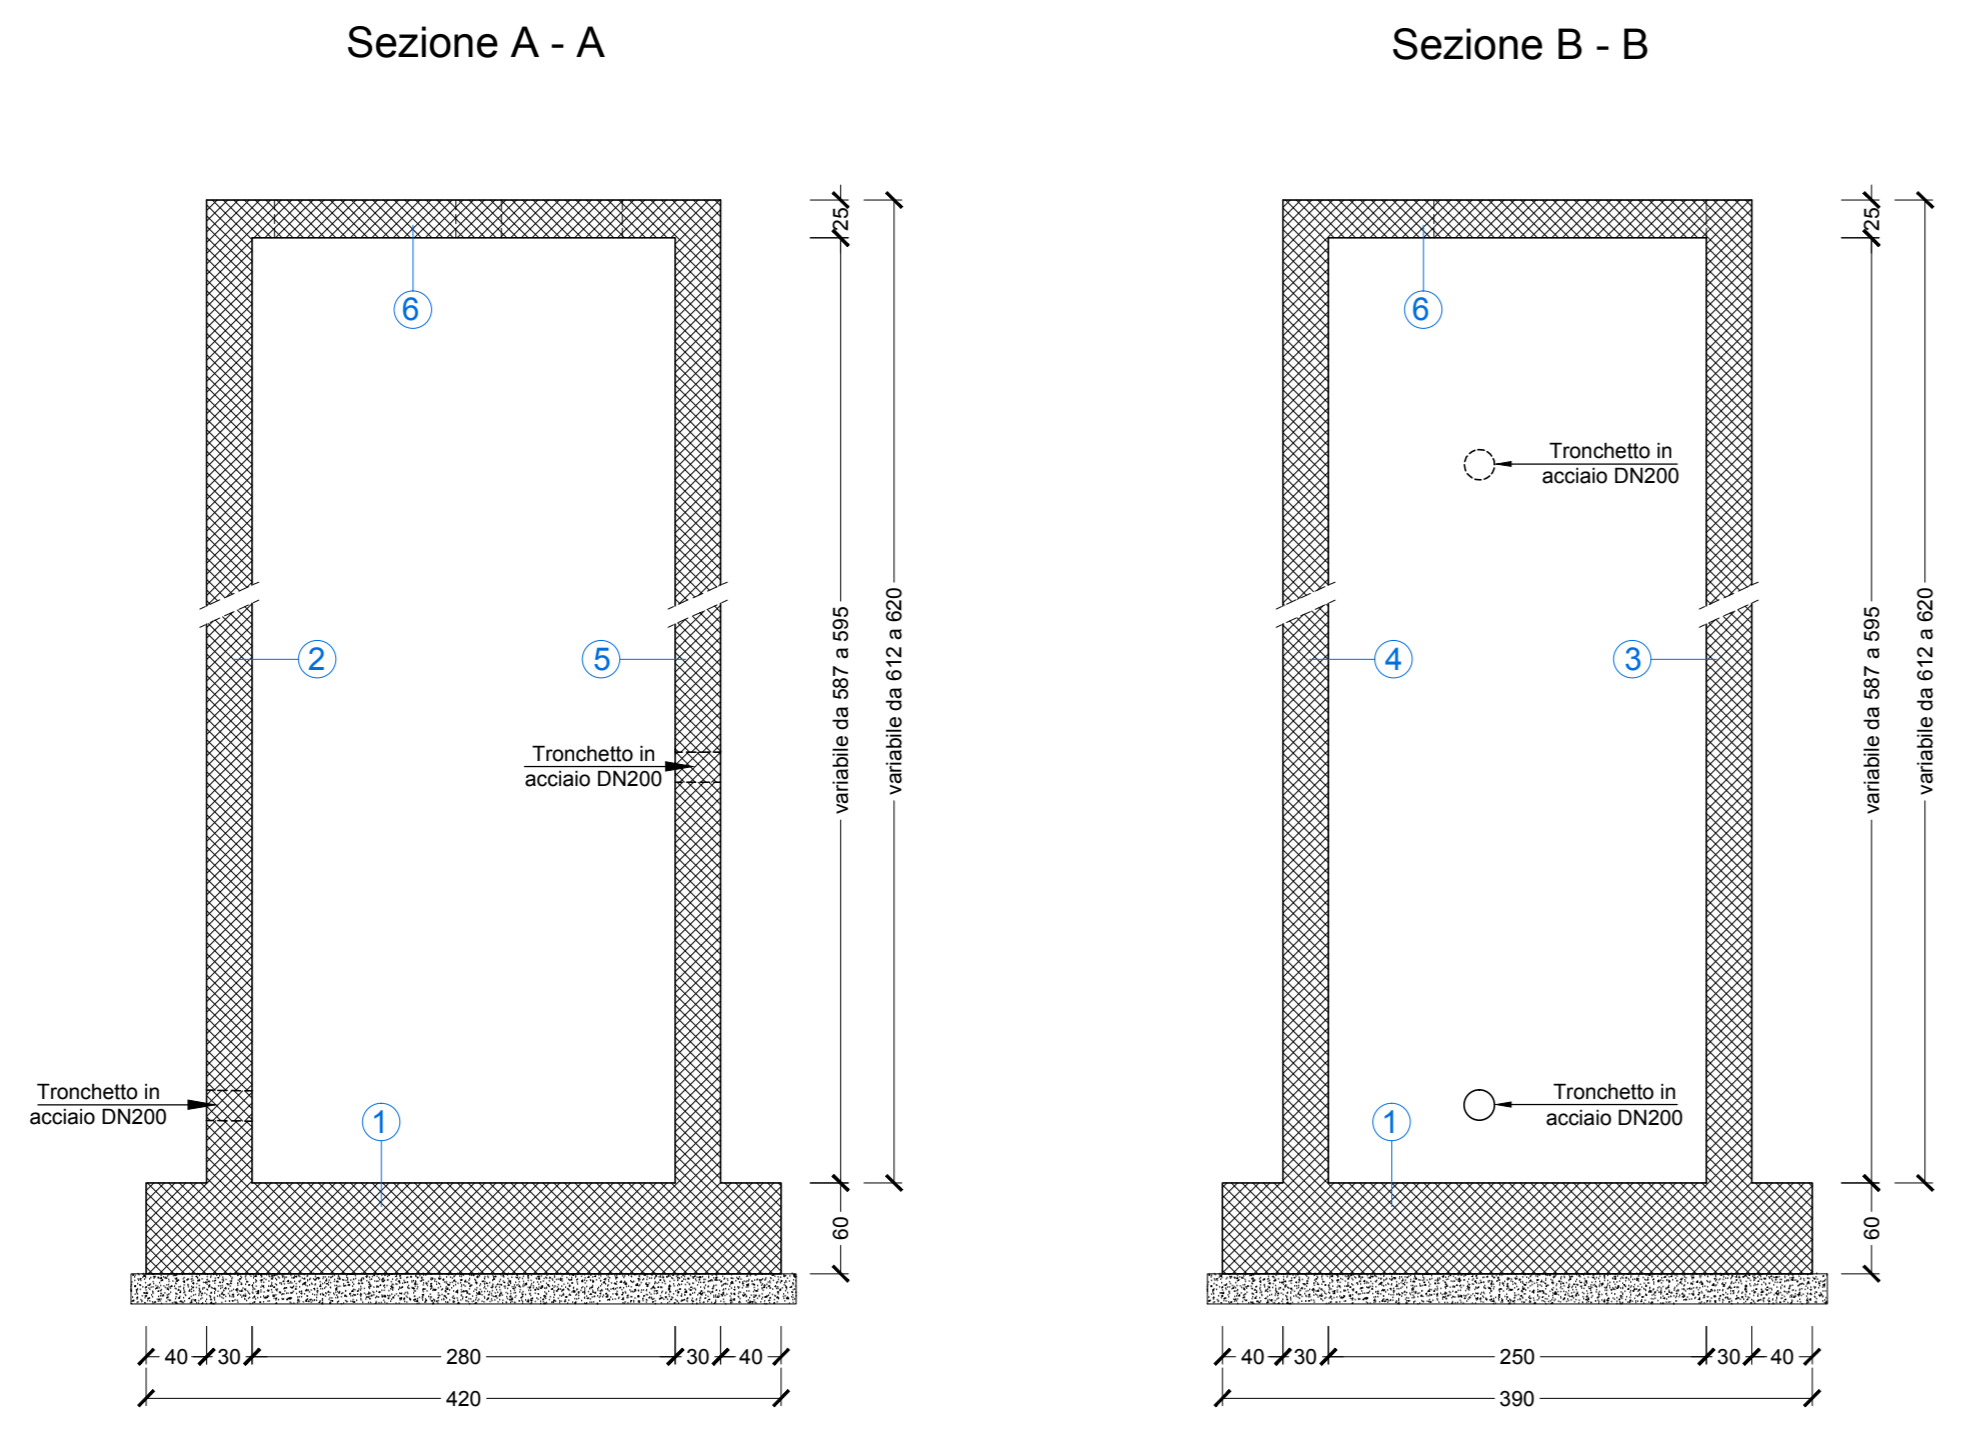 Sezione A - A
25
6
variabile da 587 a 595
variabile da 612 a 620
2
5
Tronchetto in
acciaio DN200
Tronchetto in
acciaio DN200
1
60
40
30
280
30
40
420
Sezione B - B
25
6
Tronchetto in
acciaio DN200
variabile da 587 a 595
variabile da 612 a 620
4
3
Tronchetto in
acciaio DN200
1
60
40
30
250
30
40
390